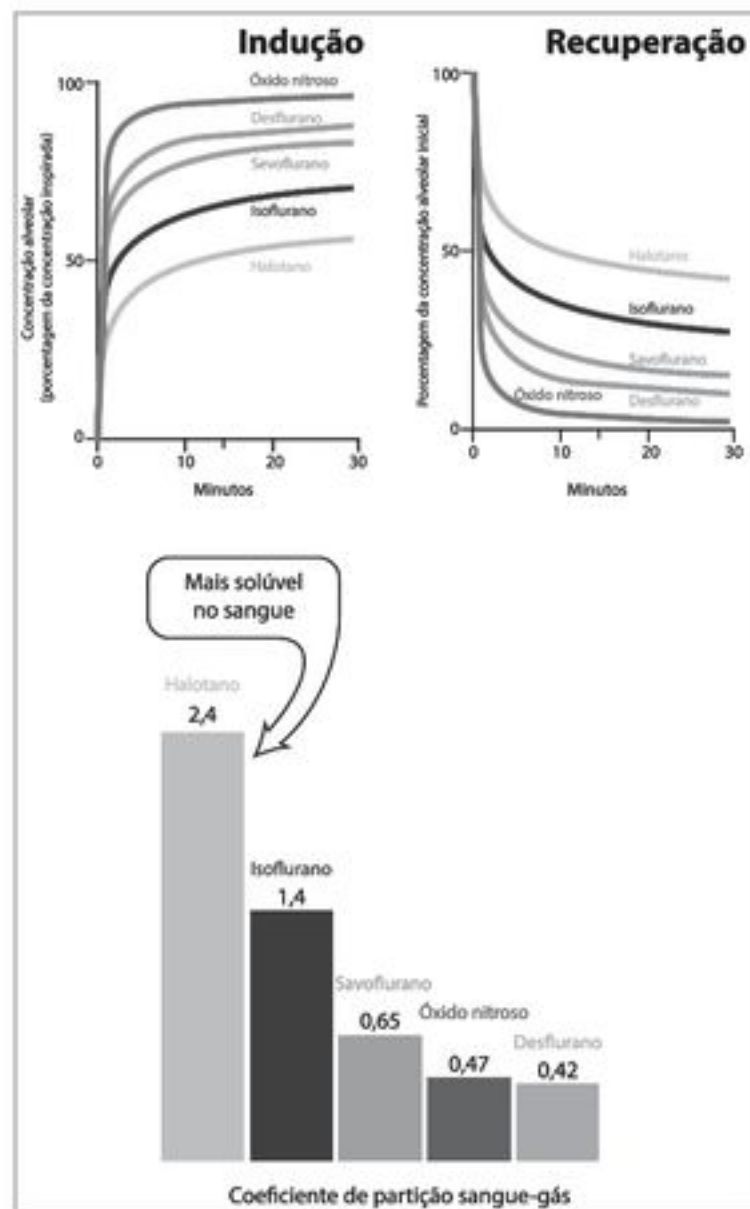 Indução
Concentração alveolar
(porcentagem da concentração inspirada)
100
50
0
Óxido nitroso
Desflurano
Sevoflurano
Isoflurano
Halotano
0
10
20
30
Minutos
Recuperação
Porcentagem da concentração alveolar inicial
100
50
0
Halotano
Isoflurano
Savoflurano
Óxido nitroso
Desflurano
0
10
20
30
Minutos
Mais solúvel
no sangue
Halotano
2,4
Isoflurano
1,4
Savoflurano
0,65
Óxido nitroso
0,47
Desflurano
0,42
Coeficiente de partição sangue-gás